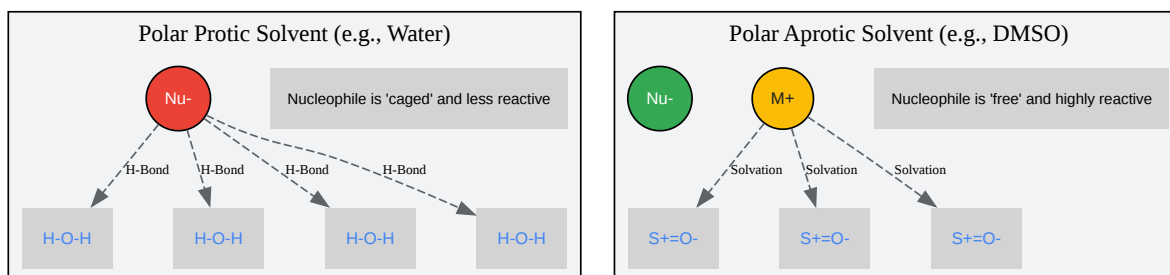 Polar Protic Solvent (e.g., Water)
Nu-
Nucleophile is 'caged' and less reactive
H-Bond
H-Bond
H-Bond
H-Bond
H-O-H
H-O-H
H-O-H
H-O-H
Polar Aprotic Solvent (e.g., DMSO)
Nu-
M+
Nucleophile is 'free' and highly reactive
Solvation
Solvation
Solvation
S+=O-
S+=O-
S+=O-